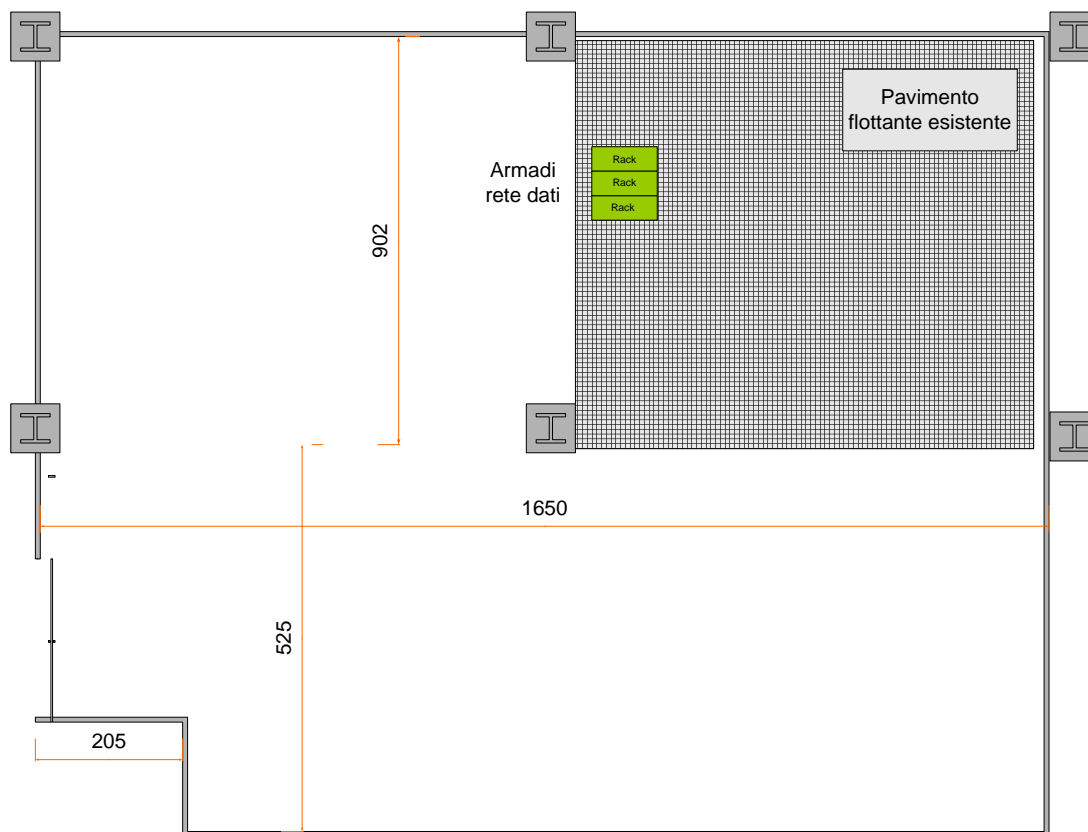 Pavimento
flottante esistente
Armadi
rete dati
Rack
Rack
Rack
902
1650
525
205